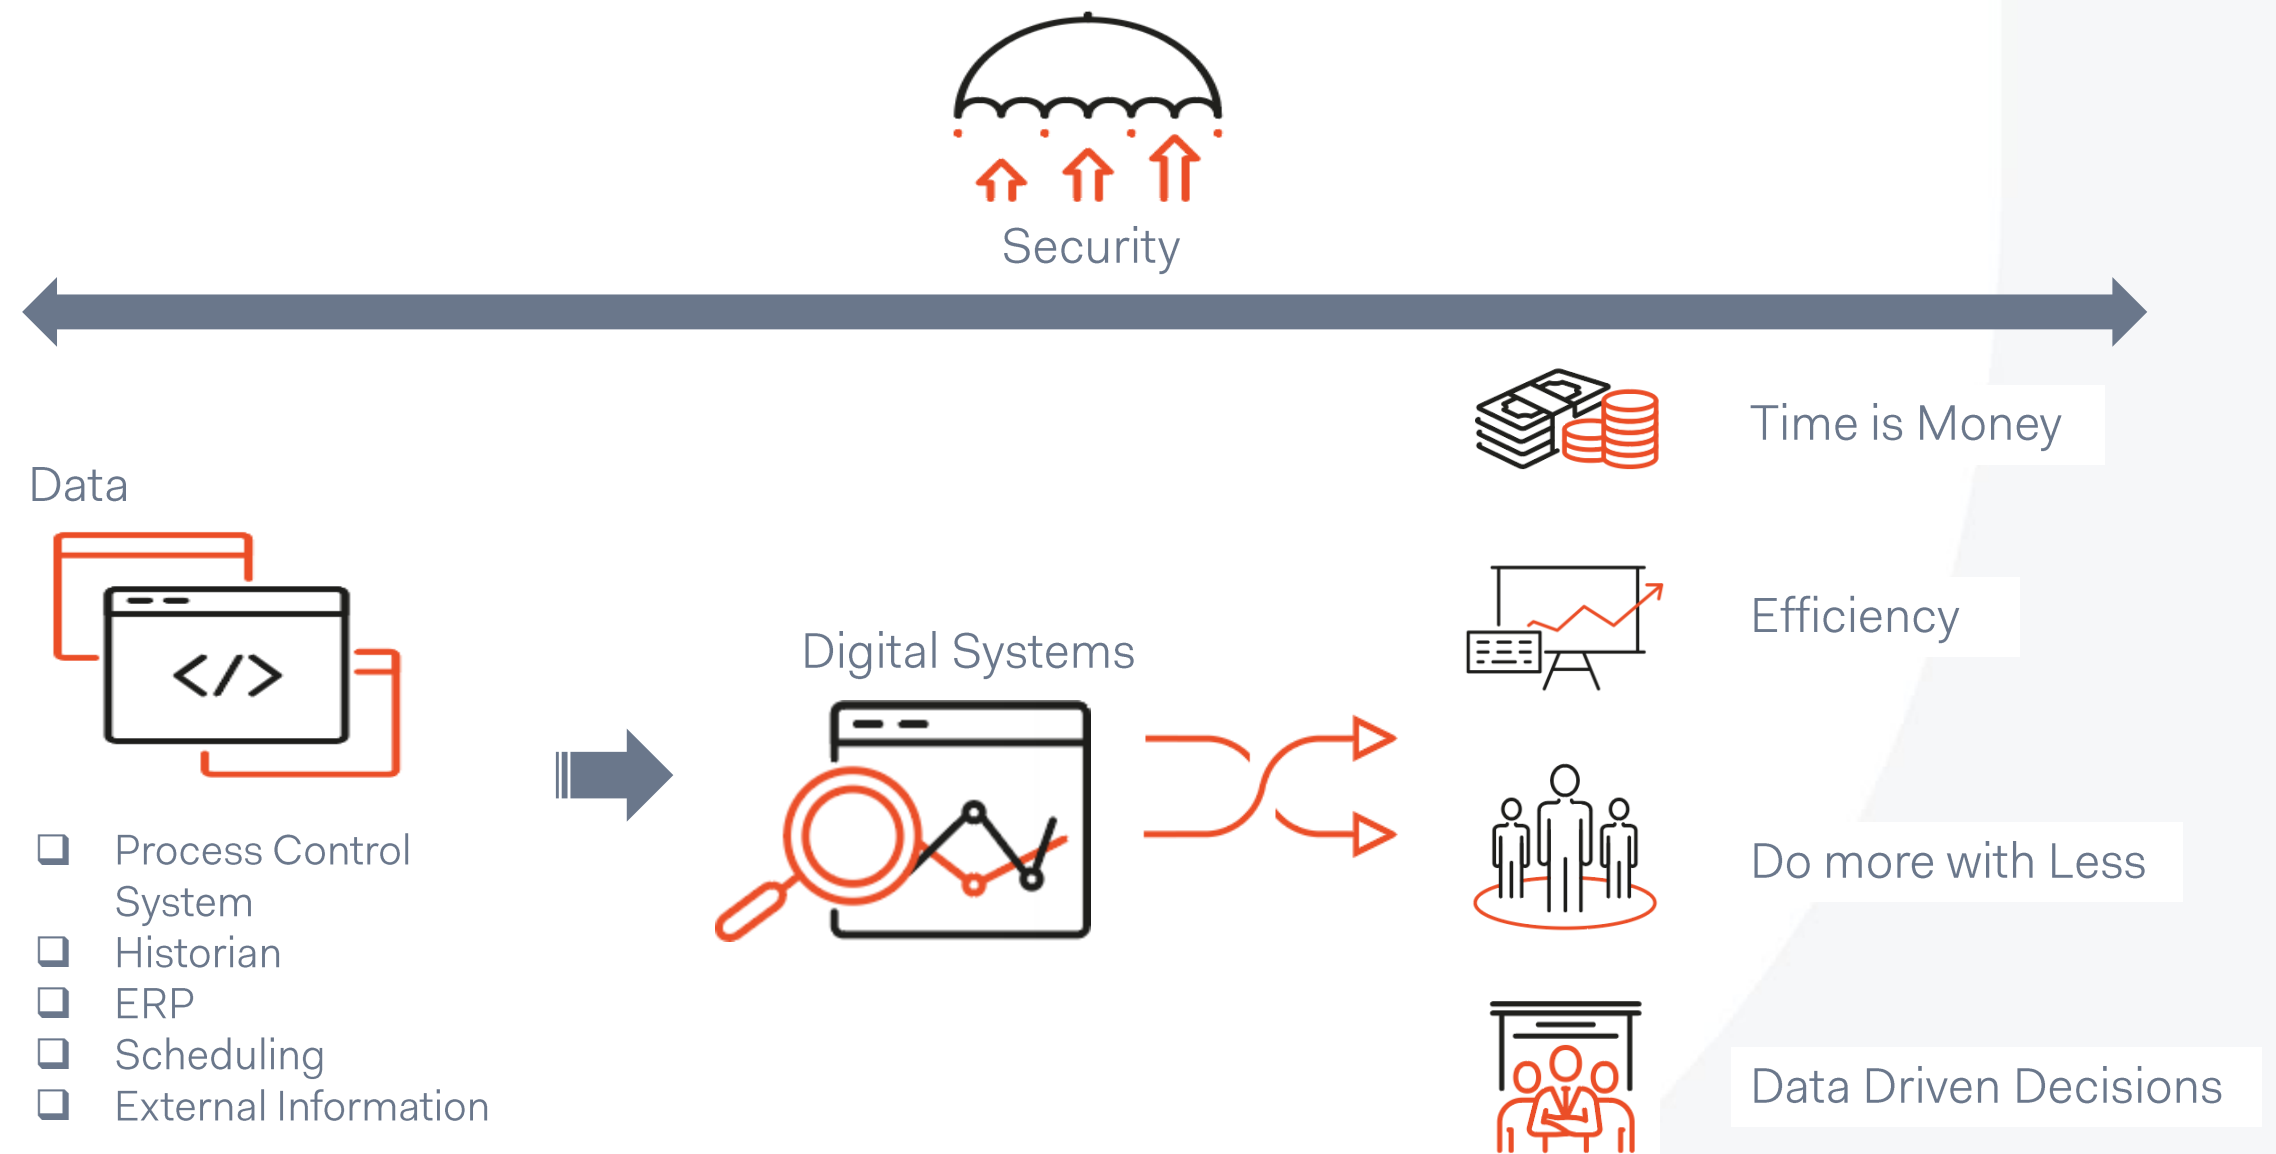 Security
Data
</>
Process Control
System
Historian
ERP
Scheduling
External Information
Digital Systems
Time is Money
Efficiency
Do more with Less
Data Driven Decisions